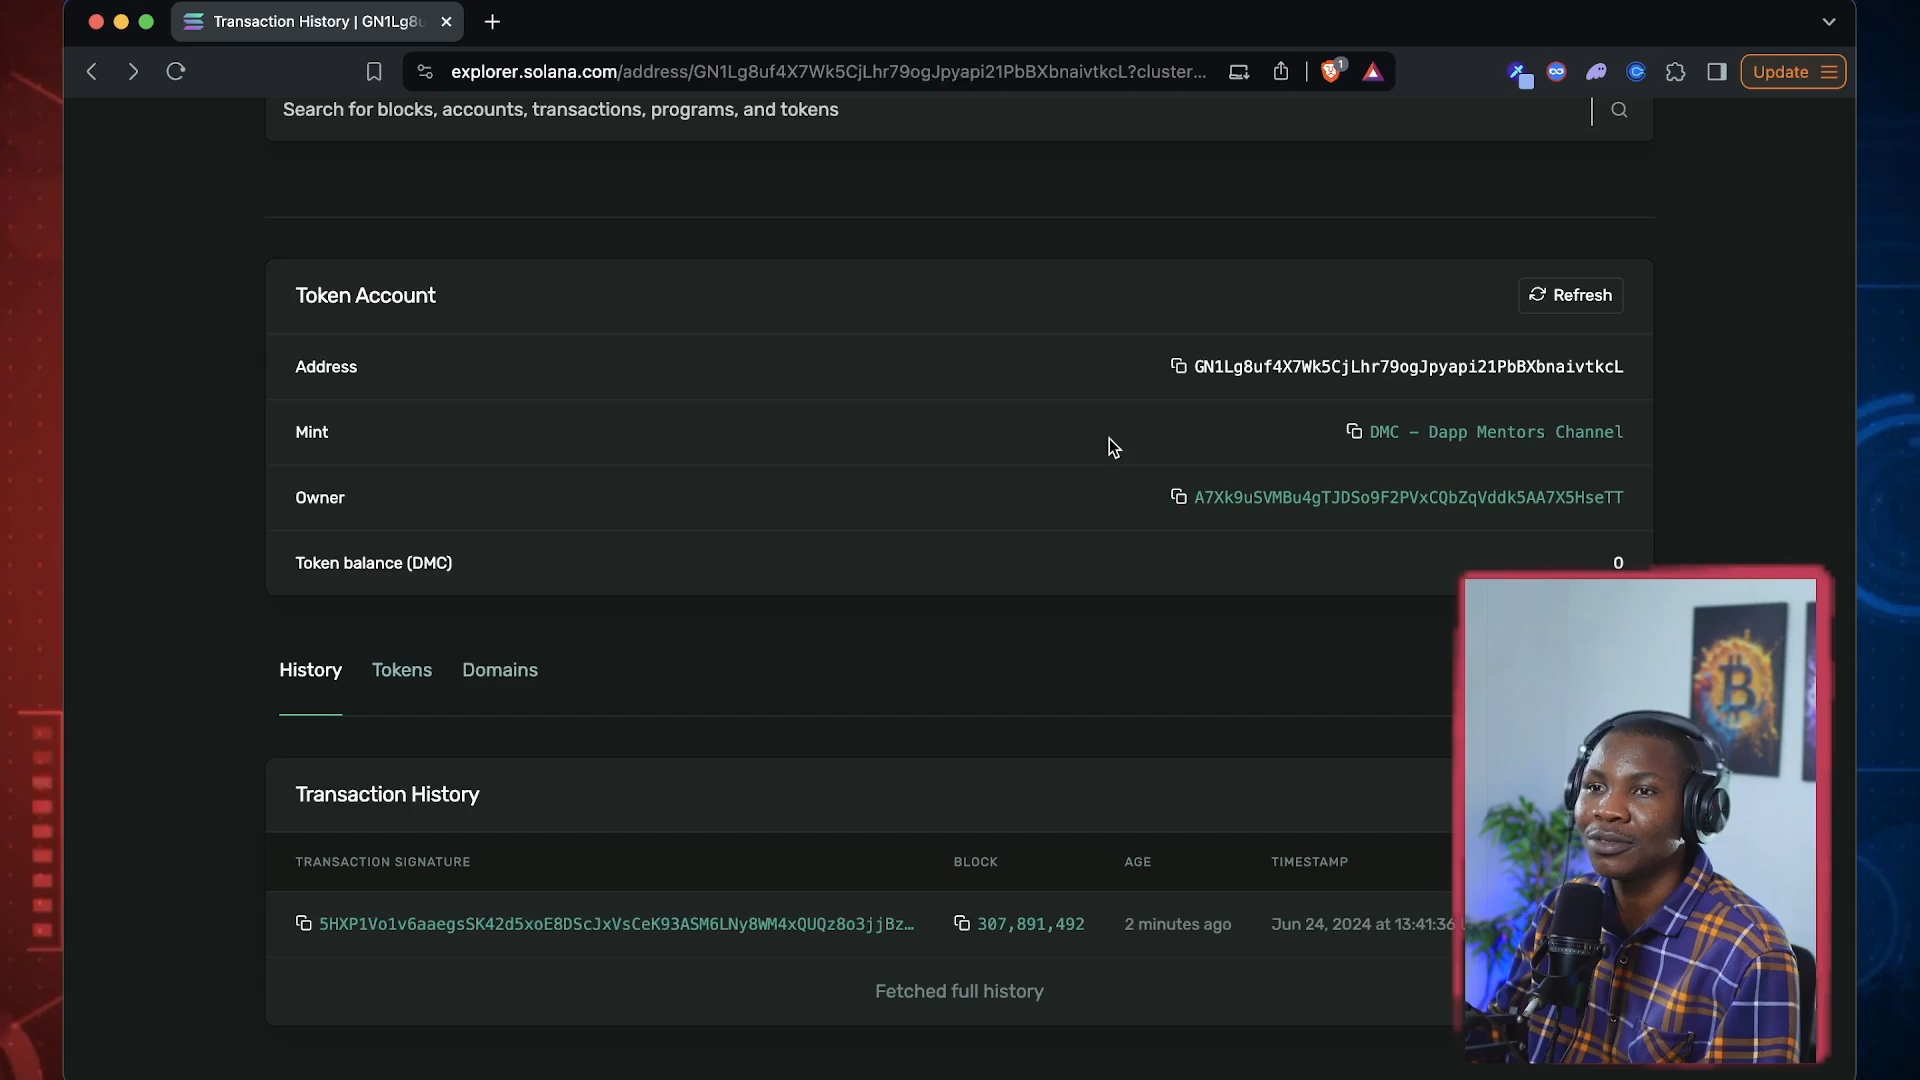 Transaction History | GN1Lg8u
explorer.solana.com/address/GN1Lg8uf4X7Wk5CjLhr79ogJpyapi21PbBXbnaivtkcL?cluster...
1
Update
Search for blocks, accounts, transactions, programs, and tokens
Token Account
Refresh
Address
GN1Lg8uf4X7Wk5CjLhr79ogJpyapi21PbBXbnaivtkcL
Mint
DMC – Dapp Mentors Channel
Owner
A7Xk9uSVMBu4gTJDSo9F2PVxCQbZqVddk5AA7X5HseTT
Token balance (DMC)
0
History
Tokens
Domains
Transaction History
TRANSACTION SIGNATURE
BLOCK
AGE
TIMESTAMP
5HXP1Vo1v6aaegsSK42d5xoE8DScJxVsCeK93ASM6LNy8WM4xQUQz8o3jjBz…
307,891,492
2 minutes ago
Jun 24, 2024 at 13:41:36
Fetched full history